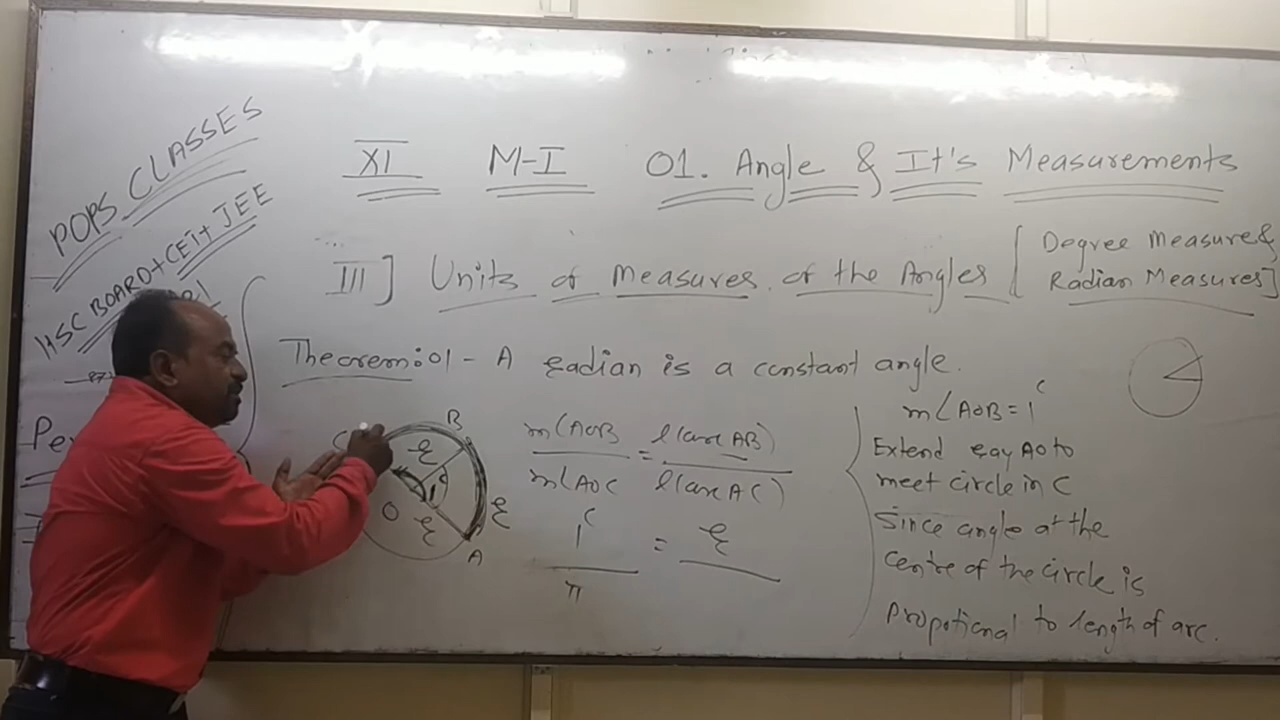 POPS CLASSES
HSC BOARD+CET+JEE
XI M-I 01. Angle & It's Measurements
III] Units of Measures of the Angles [Degree Measure &
Radian Measures]
Theorem:01 - A radian is a constant angle.
B
C
r
O
r
r
A
m∠AOB / m∠AOC = l(arc AB) / l(arc AC)
1ᶜ / π = r
m∠AOB = 1ᶜ
Extend ray AO to
meet circle in C
Since angle at the
centre of the circle is
propotional to length of arc.